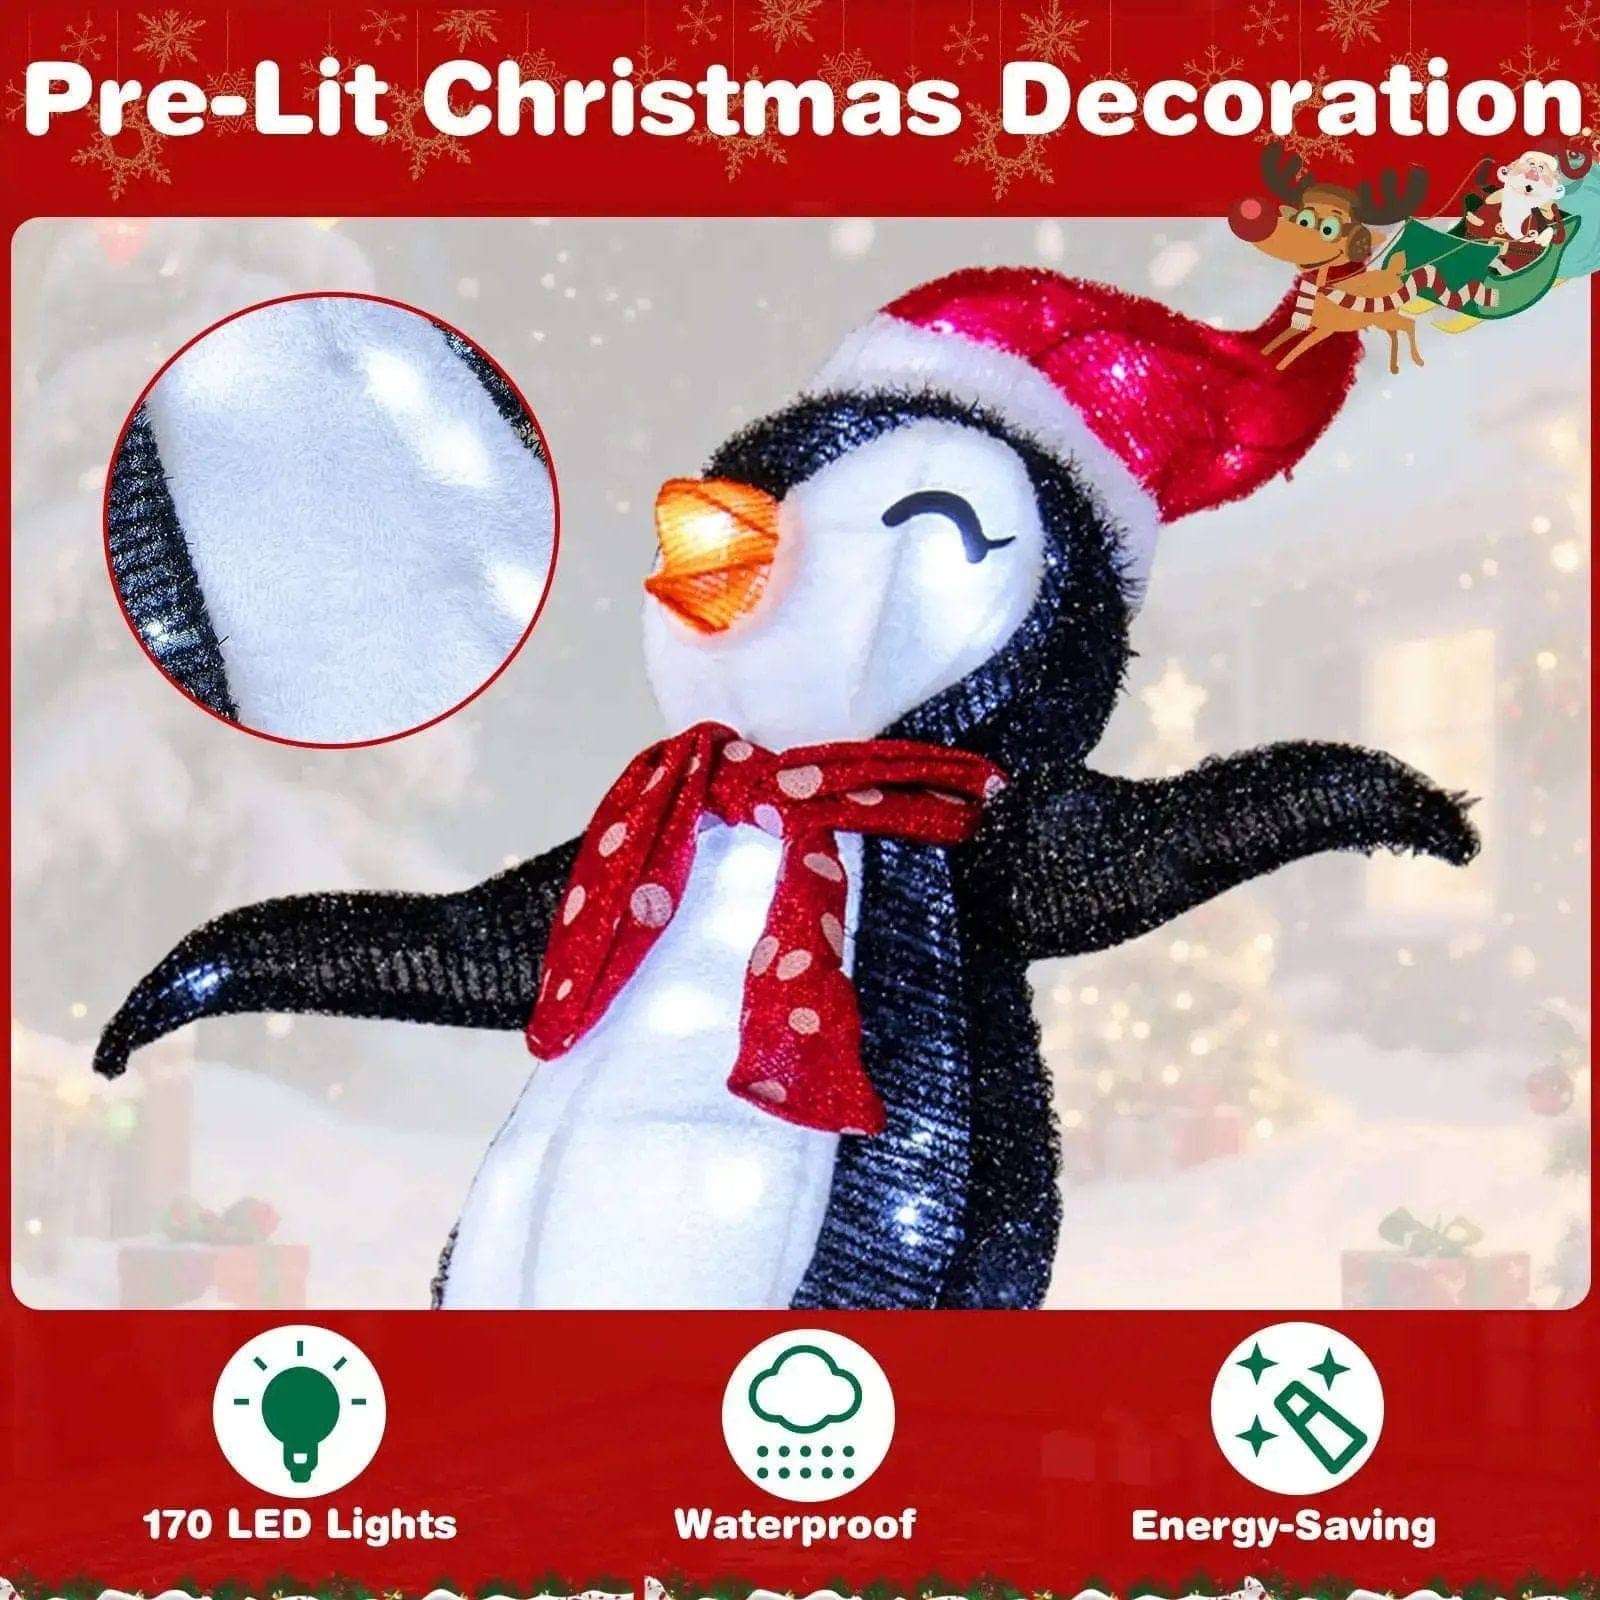 Pre-Lit Christmas Decoration
170 LED Lights
Waterproof
Energy-Saving